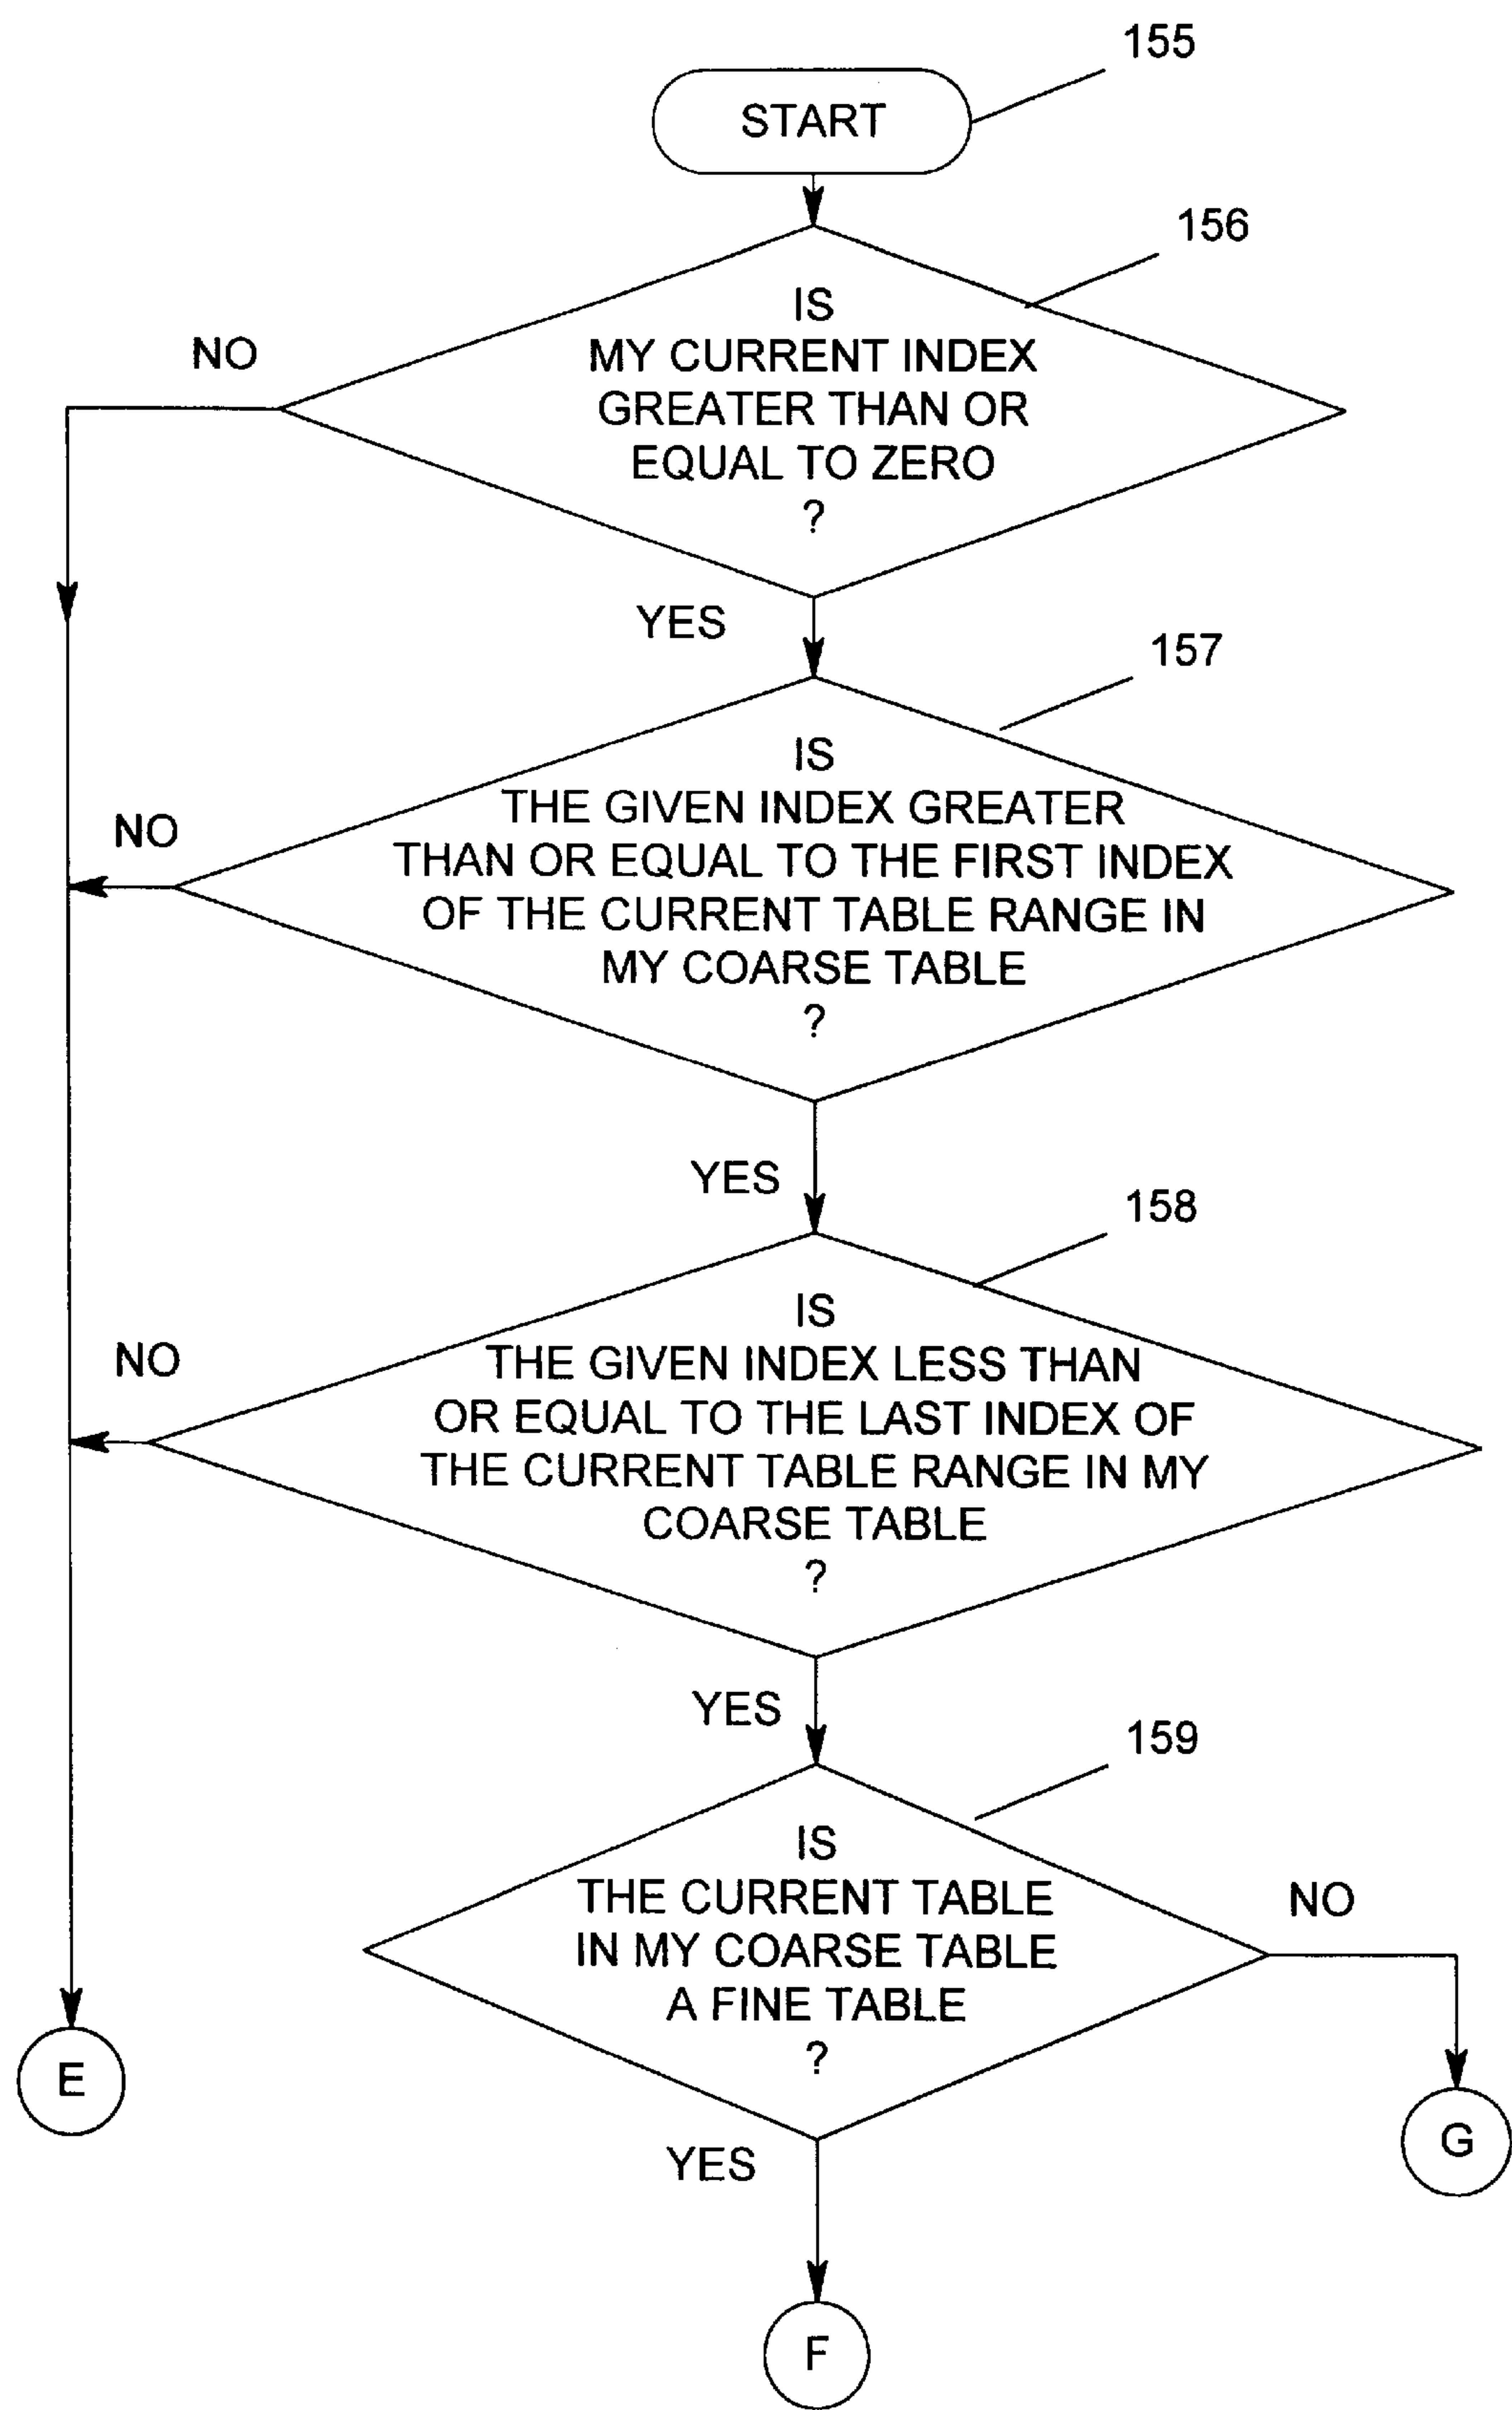 155
START
156
IS
MY CURRENT INDEX
GREATER THAN OR
EQUAL TO ZERO
?
NO
YES
157
IS
THE GIVEN INDEX GREATER
THAN OR EQUAL TO THE FIRST INDEX
OF THE CURRENT TABLE RANGE IN
MY COARSE TABLE
?
NO
YES
158
IS
THE GIVEN INDEX LESS THAN
OR EQUAL TO THE LAST INDEX OF
THE CURRENT TABLE RANGE IN MY
COARSE TABLE
?
NO
YES
159
IS
THE CURRENT TABLE
IN MY COARSE TABLE
A FINE TABLE
?
NO
YES
E
G
F